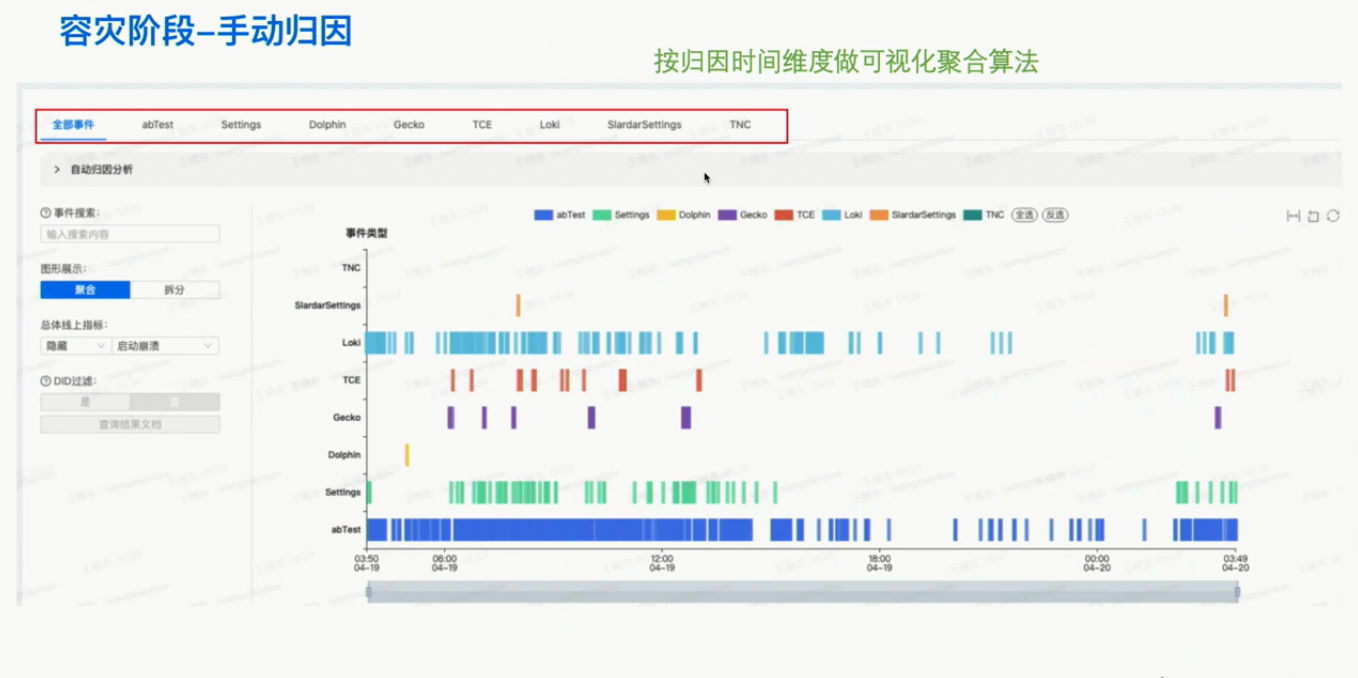 容灾阶段-手动归因
按归因时间维度做可视化聚合算法
全部事件 abTest Settings Dolphin Gecko TCE Loki SlardarSettings TNC
自动归因分析
事件搜索:
输入搜索内容
图形展示:
聚合 拆分
总体线上指标:
隐藏 启动崩溃
DID过滤:
是 否
查询结果文档
abTest Settings Dolphin Gecko TCE Loki SlardarSettings TNC 全选 反选
事件类型
TNC
SlardarSettings
Loki
TCE
Gecko
Dolphin
Settings
abTest
03:50 06:00 12:00 18:00 00:00 03:49
04-19 04-19 04-19 04-19 04-20 04-20